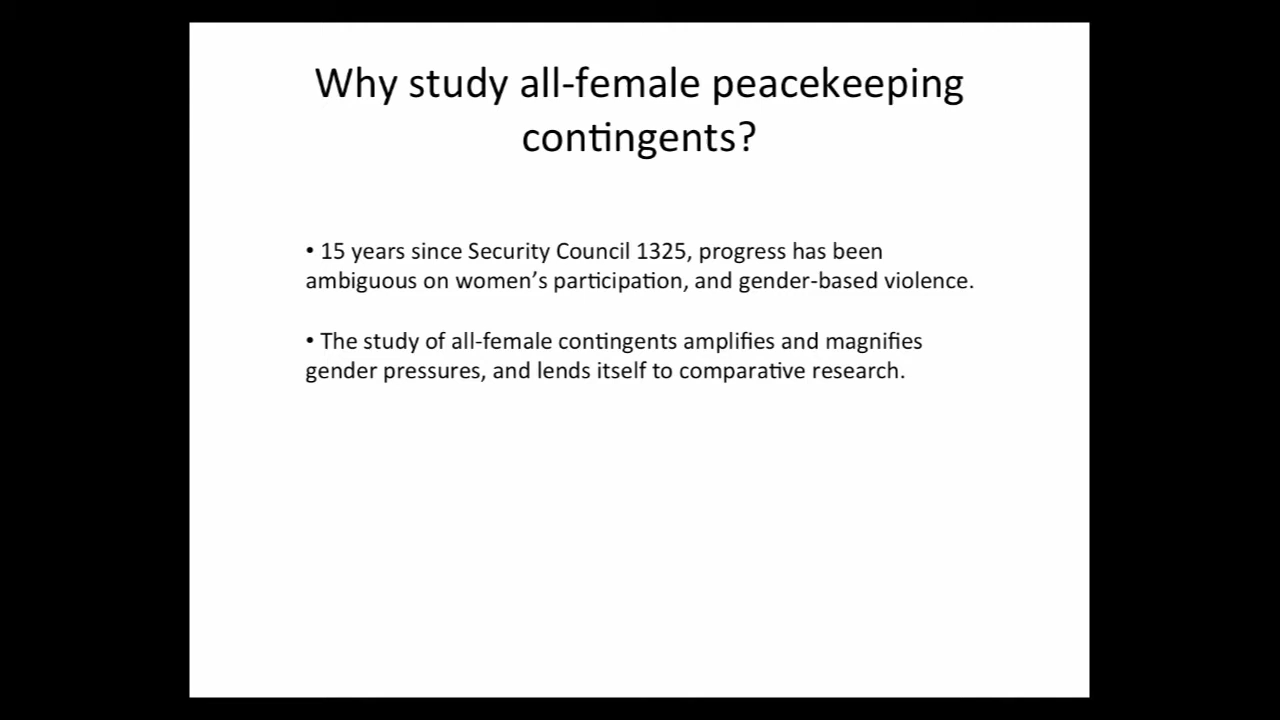 Why study all-female peacekeeping
contingents?
• 15 years since Security Council 1325, progress has been
ambiguous on women’s participation, and gender-based violence.
• The study of all-female contingents amplifies and magnifies
gender pressures, and lends itself to comparative research.